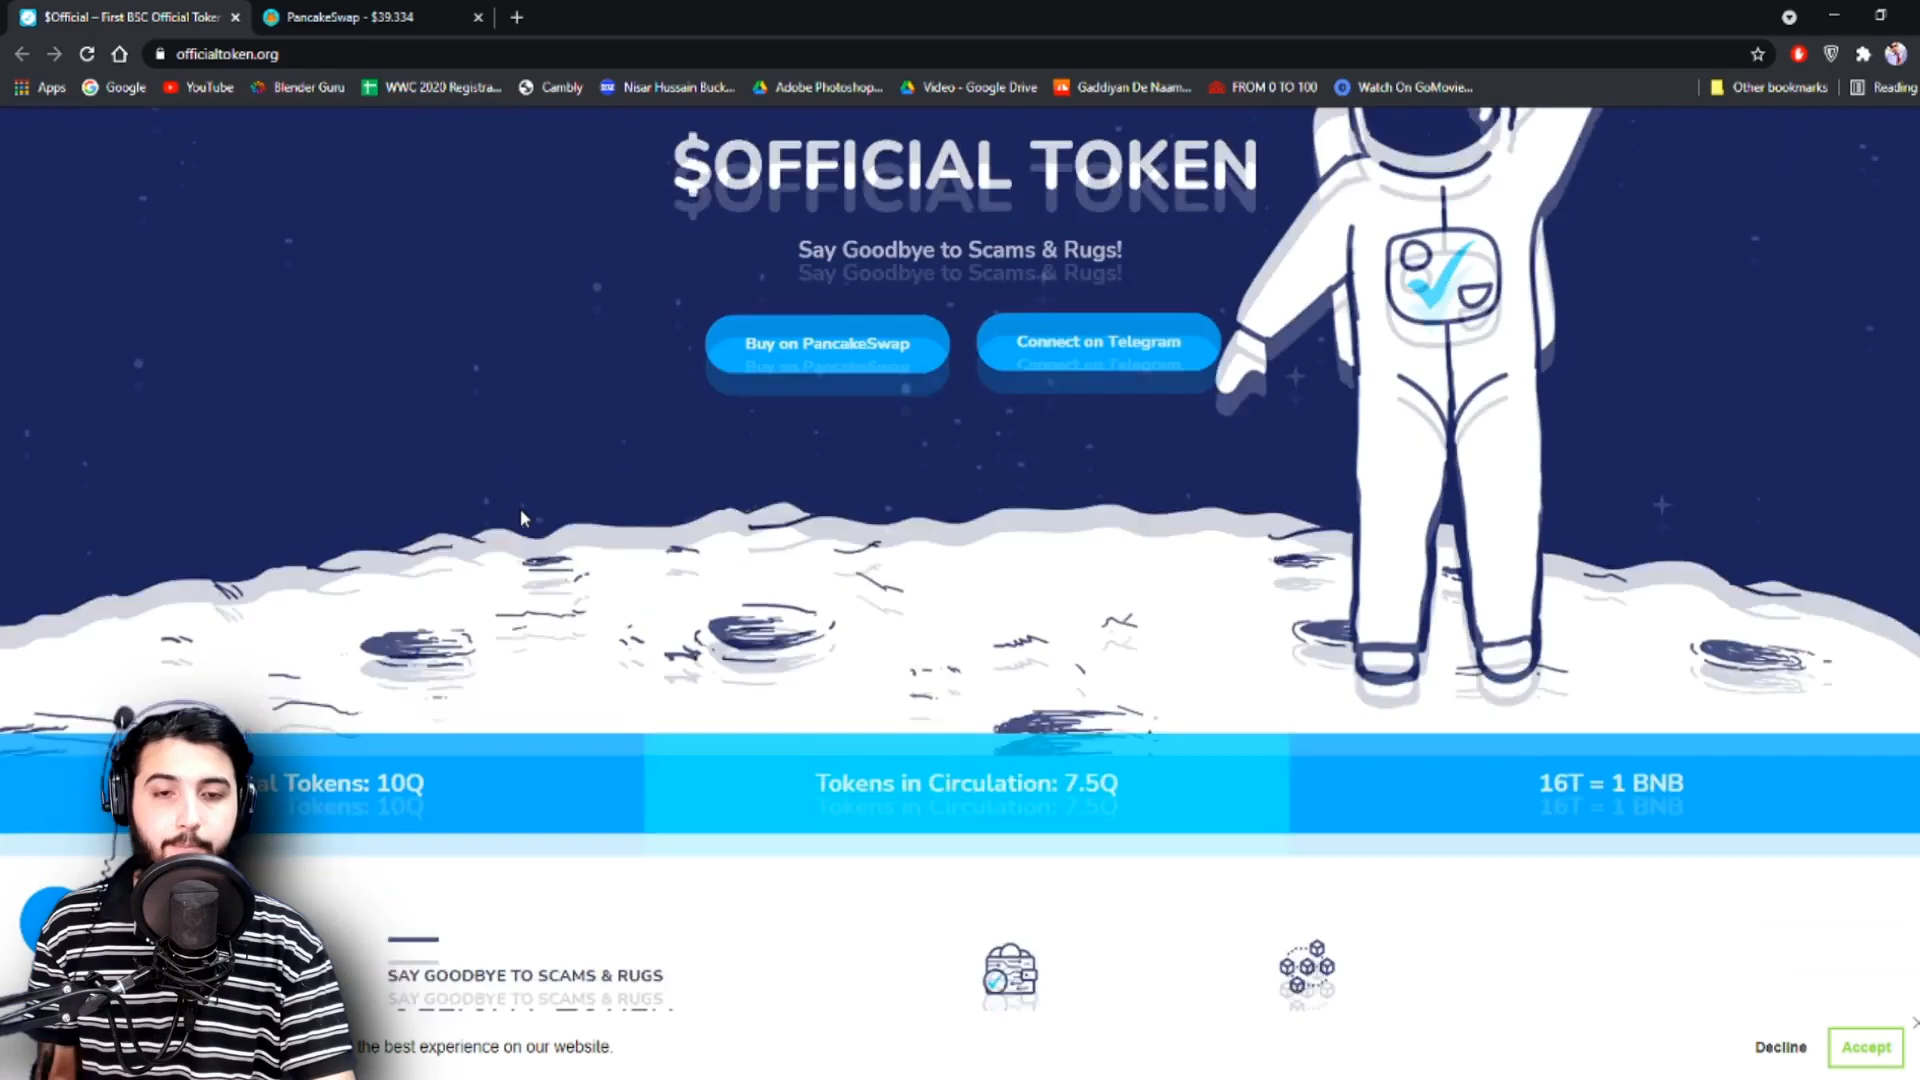 $Official – First BSC Official Toke
PancakeSwap - $39.334
officialtoken.org
Apps
Google
YouTube
Blender Guru
WWC 2020 Registra...
Cambly
Nisar Hussain Buck...
Adobe Photoshop...
Video - Google Drive
Gaddiyan De Naam...
FROM 0 TO 100
Watch On GoMovie...
Other bookmarks
Reading
$OFFICIAL TOKEN
Say Goodbye to Scams & Rugs!
Buy on PancakeSwap
Connect on Telegram
al Tokens: 10Q
Tokens in Circulation: 7.5Q
16T = 1 BNB
SAY GOODBYE TO SCAMS & RUGS
the best experience on our website.
Decline
Accept